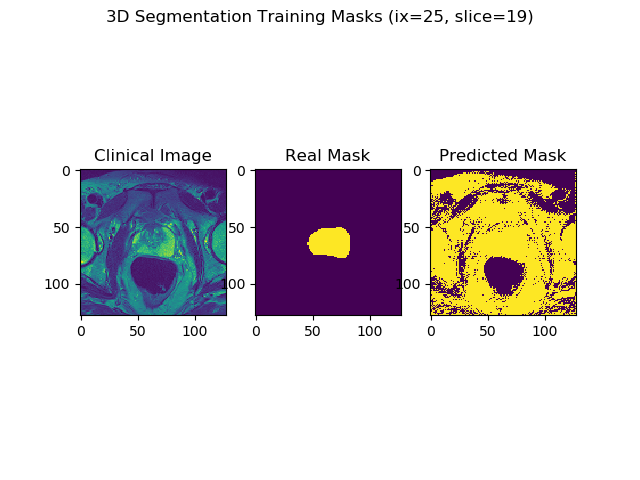 3D Segmentation Training Masks (ix=25, slice=19)
Clinical Image Real Mask Predicted Mask
0 0 0
50 50 50
100 100 100
0 50 100 0 50 100 0 50 100